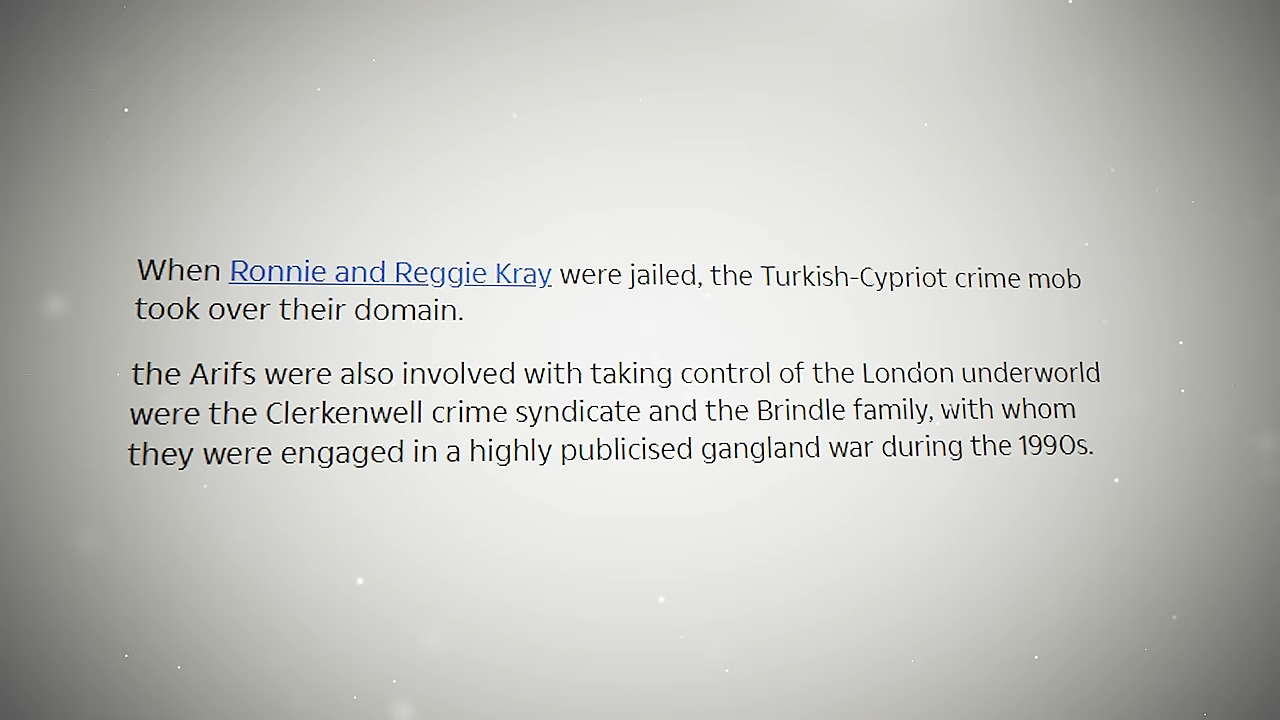 When Ronnie and Reggie Kray were jailed, the Turkish-Cypriot crime mob
took over their domain.
the Arifs were also involved with taking control of the London underworld
were the Clerkenwell crime syndicate and the Brindle family, with whom
they were engaged in a highly publicised gangland war during the 1990s.